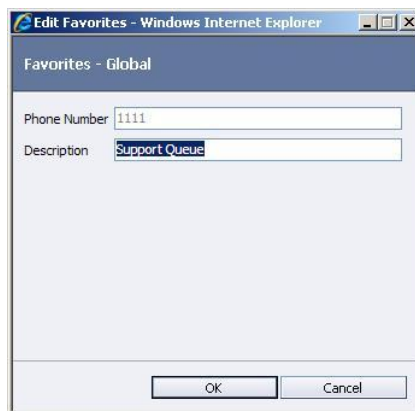 Edit Favorites - Windows Internet Explorer
Favorites - Global
Phone Number 1111
Description Support Queue
OK Cancel